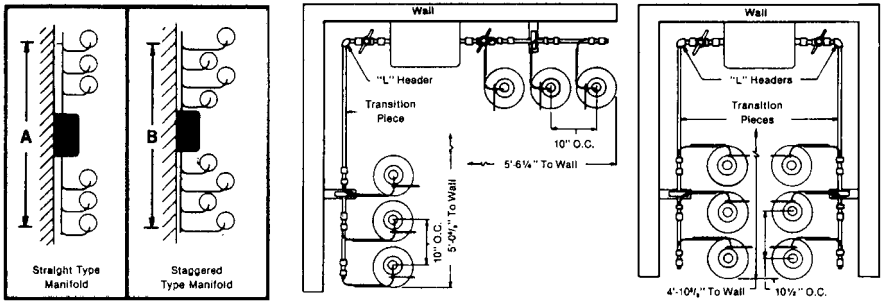 A
B
Straight Type
Manifold
Staggered
Type Manifold
Wall
"L" Header
Transition
Piece
10" O.C.
5'-6¼" To Wall
10" O.C.
Wall
"L" Headers
Transition
Pieces
10½" O.C.